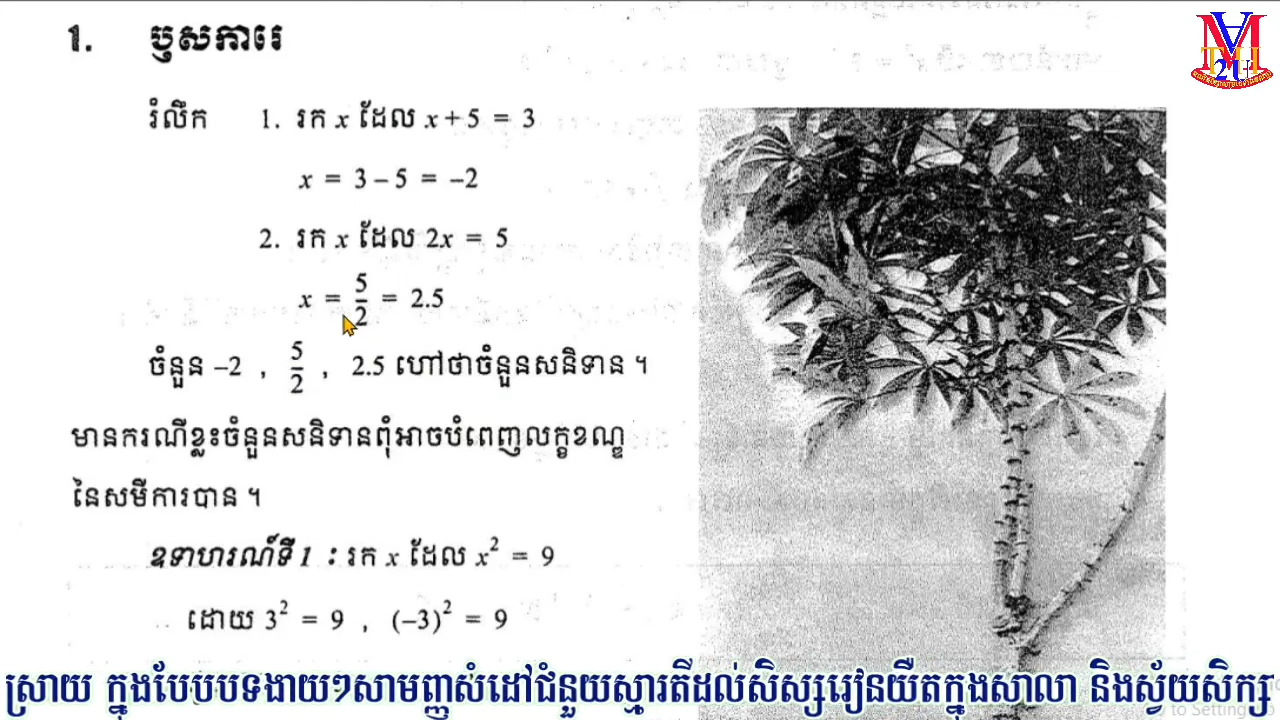 1. ឫសការេ
រំលឹក 1. រក x ដែល x + 5 = 3
x = 3 – 5 = –2
2. រក x ដែល 2x = 5
x = 5/2 = 2.5
ចំនួន –2 , 5/2 , 2.5 ហៅថាចំនួនសនិទាន ។
មានករណីខ្លះចំនួនសនិទានពុំអាចបំពេញលក្ខខណ្ឌ
នៃសមីការបាន ។
ឧទាហរណ៍ទី 1 : រក x ដែល x² = 9
ដោយ 3² = 9 , (–3)² = 9
ស្រាយ ក្នុងបែបបទងាយៗសាមញ្ញសំដៅជំនួយស្មារតីដល់សិស្សរៀនយឺតក្នុងសាលា និងស្វ័យសិក្ស